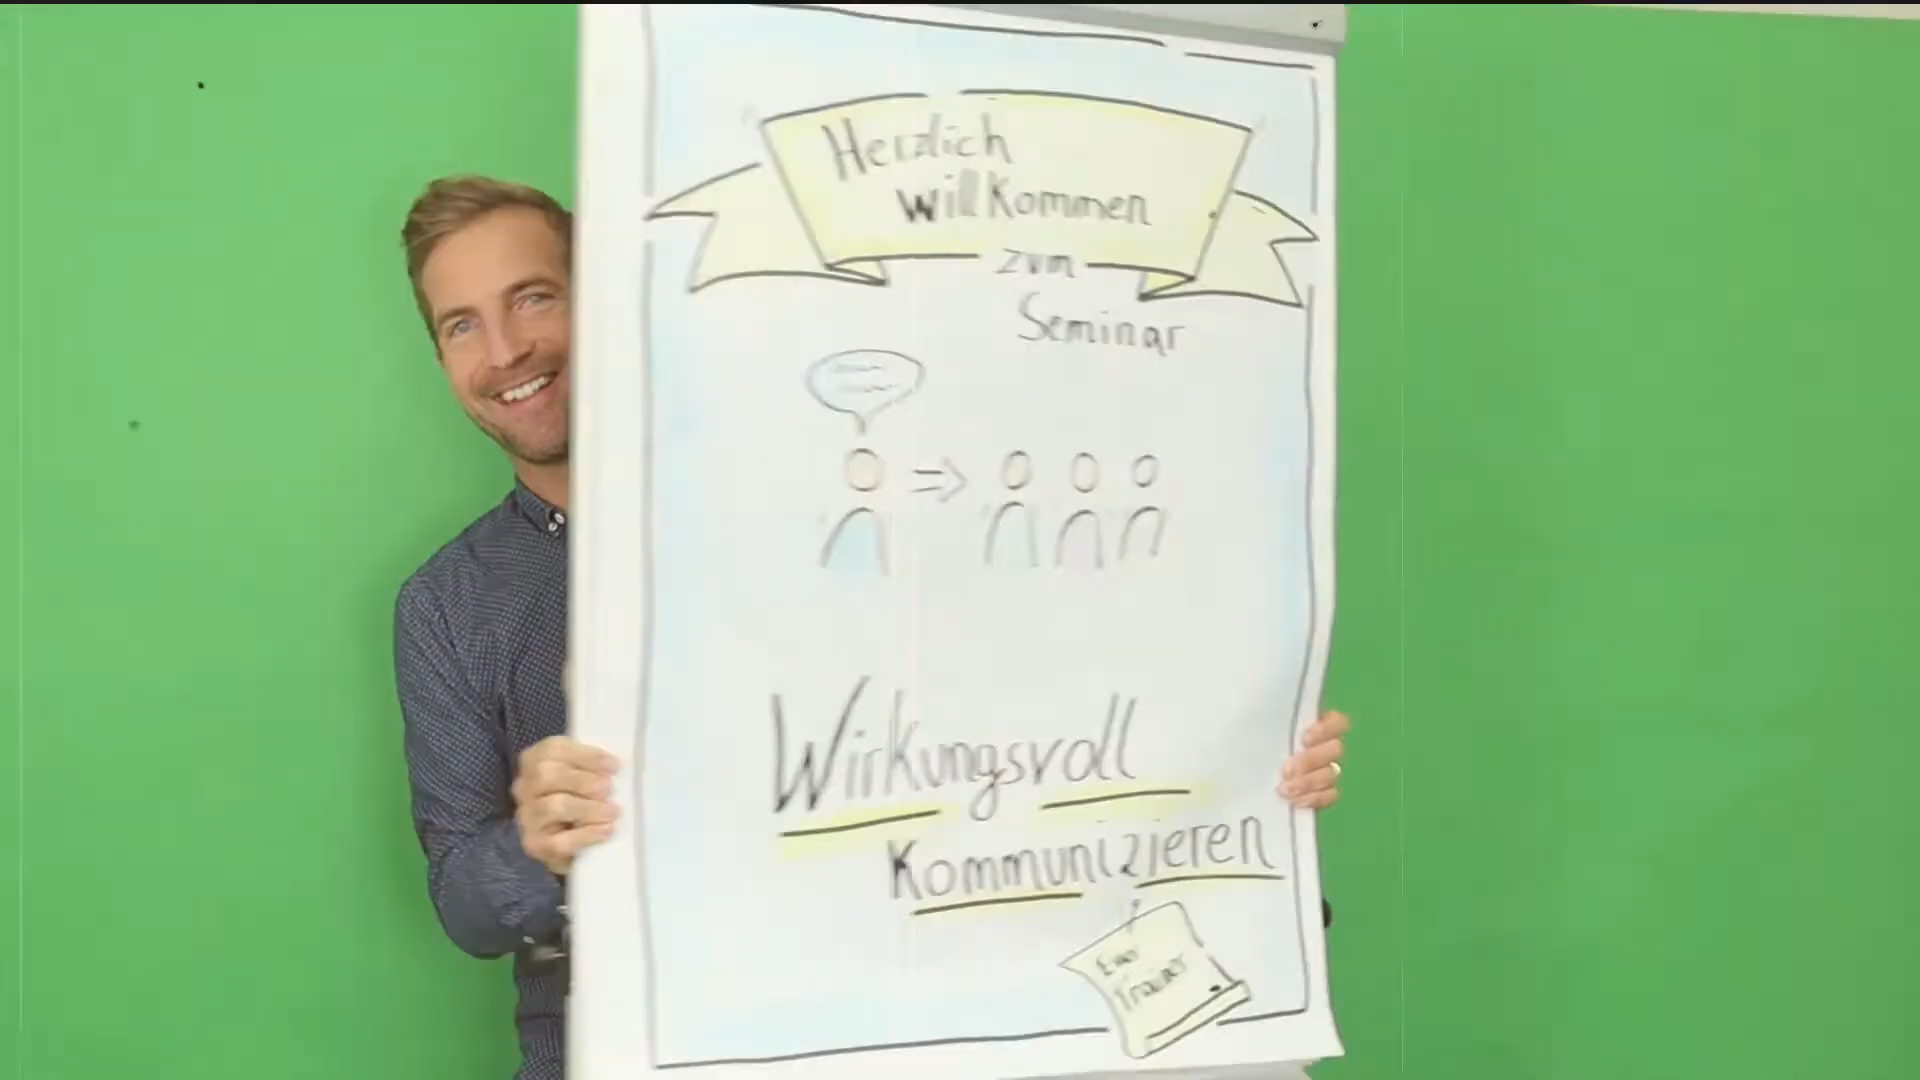 Herzlich
willkommen
zum
Seminar
Wirkungsvoll
Kommunizieren
Euer
Trainer